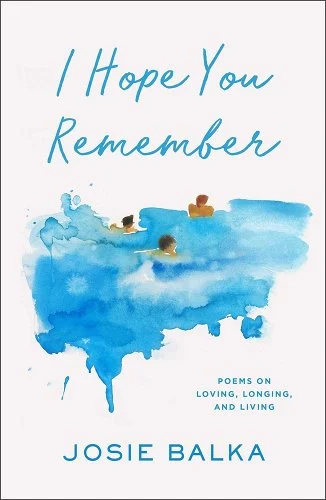 I Hope You
Remember
POEMS ON
LOVING, LONGING,
AND LIVING
JOSIE BALKA